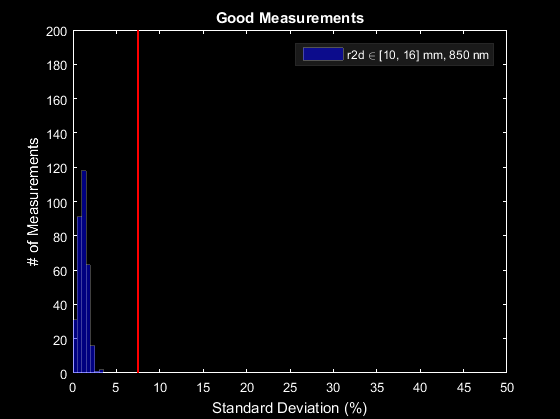 Good Measurements
r2d ∈ [10, 16] mm, 850 nm
# of Measurements
200
180
160
140
120
100
80
60
40
20
0
0 5 10 15 20 25 30 35 40 45 50
Standard Deviation (%)